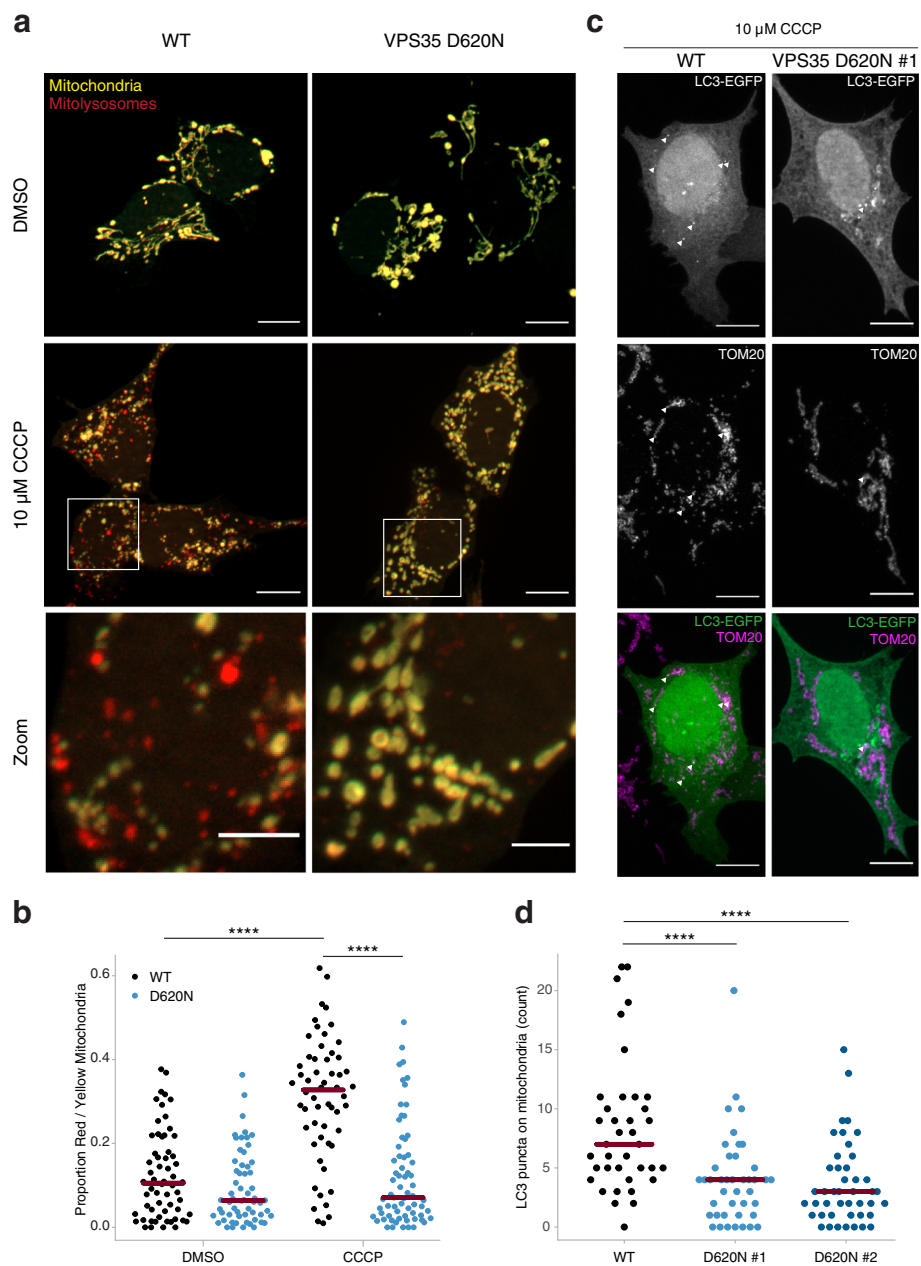 a
WT
VPS35 D620N
Mitochondria
Mitolysosomes
DMSO
10 µM CCCP
Zoom
c
10 µM CCCP
WT
VPS35 D620N #1
LC3-EGFP
LC3-EGFP
TOM20
TOM20
LC3-EGFP
TOM20
LC3-EGFP
TOM20
b
****
****
WT
D620N
Proportion Red / Yellow Mitochondria
0.6
0.4
0.2
0.0
DMSO
CCCP
d
****
****
LC3 puncta on mitochondria (count)
20
15
10
5
0
WT
D620N #1
D620N #2